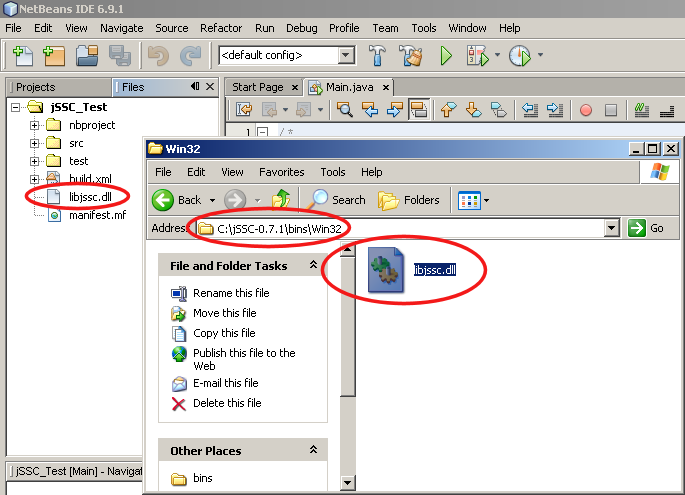 NetBeans IDE 6.9.1
File Edit View Navigate Source Refactor Run Debug Profile Team Tools Window Help
<default config>
Projects Files Start Page Main.java
jSSC_Test
nbproject
src
test
build.xml
libjssc.dll
manifest.mf
1 /*
Win32
File Edit View Favorites Tools Help
Back Search Folders
Address C:\jSSC-0.7.1\bins\Win32 Go
File and Folder Tasks
Rename this file
Move this file
Copy this file
Publish this file to the
Web
E-mail this file
Delete this file
libjssc.dll
Other Places
bins
jSSC_Test [Main] - Navigat